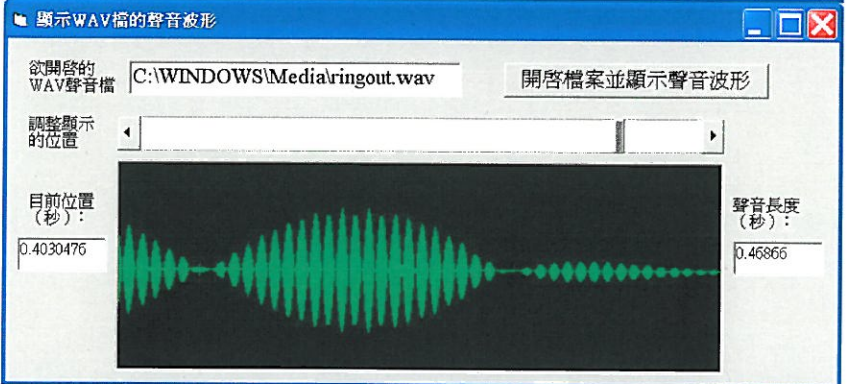 顯示WAV檔的聲音波形
欲開啓的
WAV聲音檔
C:\WINDOWS\Media\ringout.wav
開啓檔案並顯示聲音波形
調整顯示
的位置
目前位置
(秒):
0.4030476
聲音長度
(秒):
0.46866